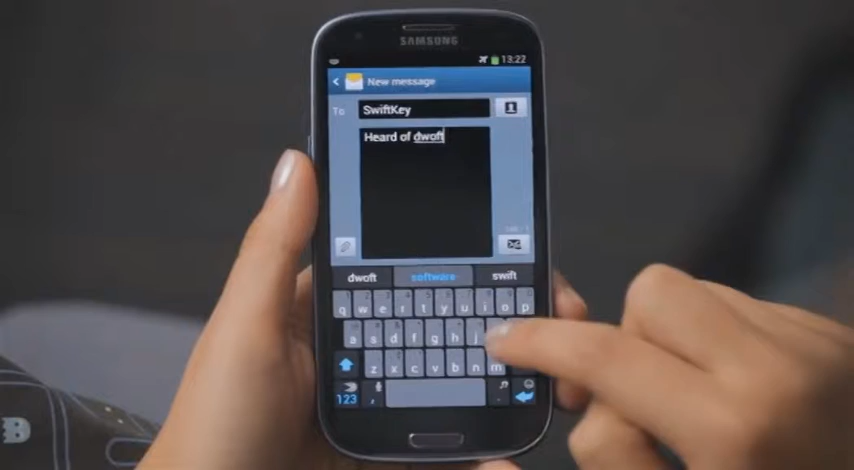 SAMSUNG
13:22
New message
To SwiftKey
Heard of dwoft
dwoft software swift
q w e r t y u i o p
a s d f g h j
z x c v b n m
123 , .